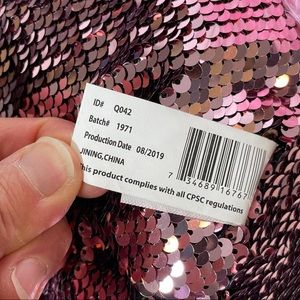 ID# Q042
Batch# 1971
Production Date 08/2019
JINING,CHINA
This product complies with all CPSC regulations
7 34689 16767